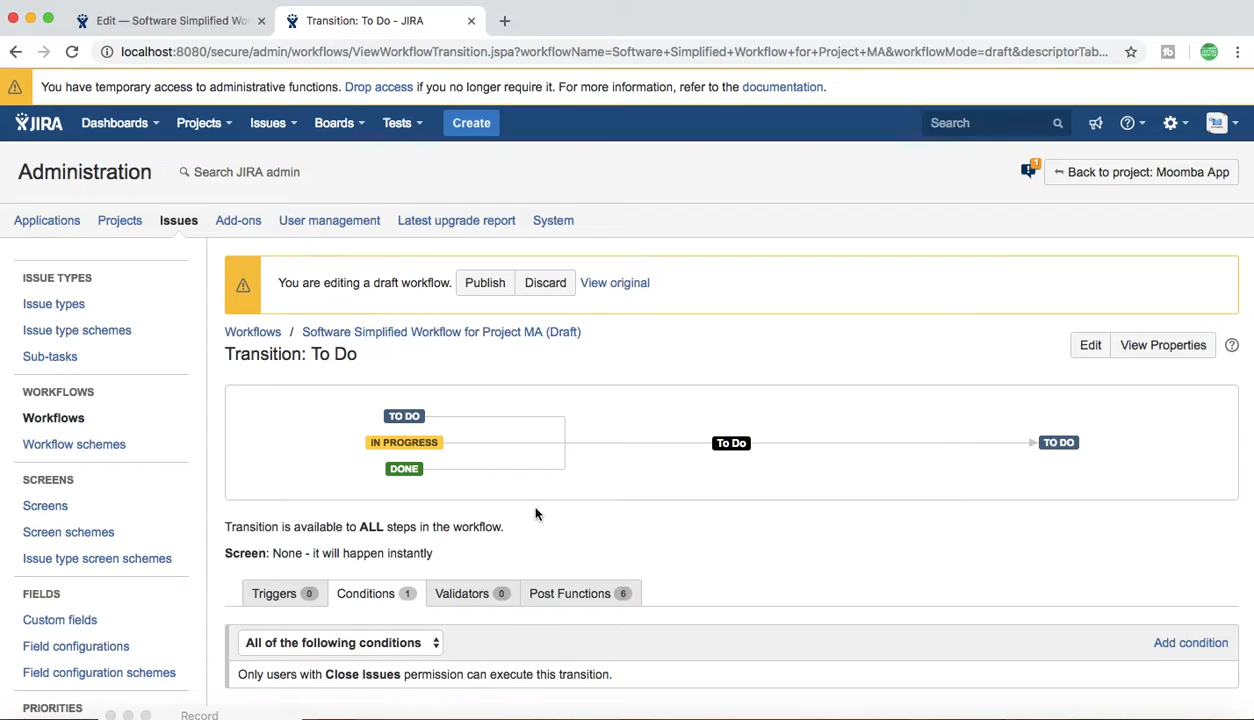 Edit — Software Simplified Wo
Transition: To Do - JIRA
localhost:8080/secure/admin/workflows/ViewWorkflowTransition.jspa?workflowName=Software+Simplified+Workflow+for+Project+MA&workflowMode=draft&descriptorTab...
You have temporary access to administrative functions. Drop access if you no longer require it. For more information, refer to the documentation.
JIRA Dashboards Projects Issues Boards Tests Create Search
Administration
Search JIRA admin
1
Back to project: Moomba App
Applications Projects Issues Add-ons User management Latest upgrade report System
ISSUE TYPES
Issue types
Issue type schemes
Sub-tasks
WORKFLOWS
Workflows
Workflow schemes
SCREENS
Screens
Screen schemes
Issue type screen schemes
FIELDS
Custom fields
Field configurations
Field configuration schemes
PRIORITIES
You are editing a draft workflow. Publish Discard View original
Workflows / Software Simplified Workflow for Project MA (Draft)
Transition: To Do
Edit View Properties
TO DO
IN PROGRESS To Do TO DO
DONE
Transition is available to ALL steps in the workflow.
Screen: None - it will happen instantly
Triggers 0 Conditions 1 Validators 0 Post Functions 6
All of the following conditions Add condition
Only users with Close Issues permission can execute this transition.
Record